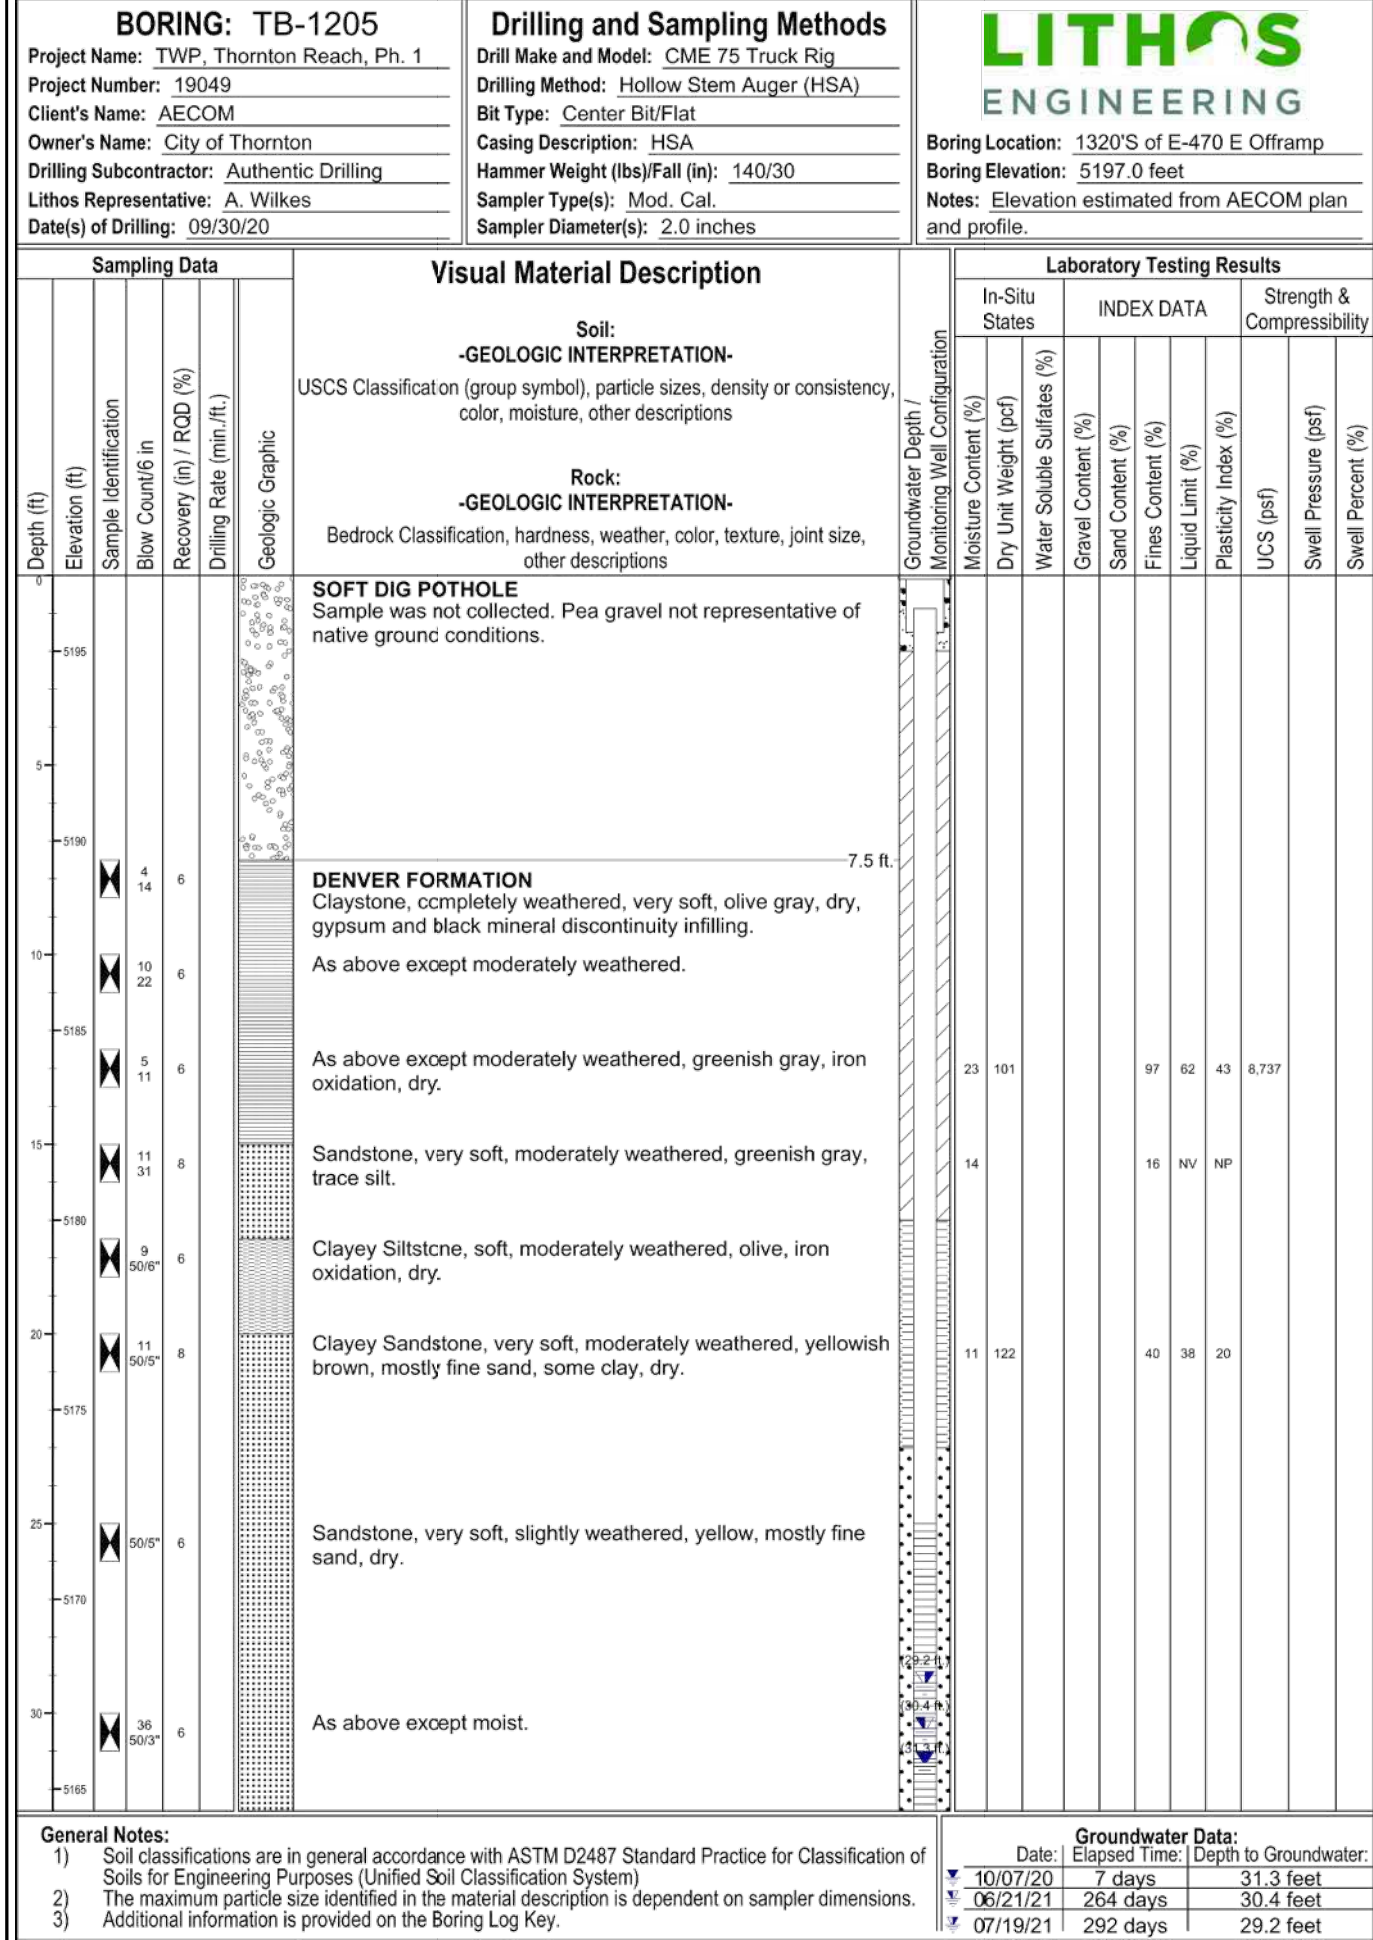 BORING: TB-1205
Project Name: TWP, Thornton Reach, Ph. 1
Project Number: 19049
Client's Name: AECOM
Owner's Name: City of Thornton
Drilling Subcontractor: Authentic Drilling
Lithos Representative: A. Wilkes
Date(s) of Drilling: 09/30/20
Drilling and Sampling Methods
Drill Make and Model: CME 75 Truck Rig
Drilling Method: Hollow Stem Auger (HSA)
Bit Type: Center Bit/Flat
Casing Description: HSA
Hammer Weight (lbs)/Fall (in): 140/30
Sampler Type(s): Mod. Cal.
Sampler Diameter(s): 2.0 inches
LITHOS
ENGINEERING
Boring Location: 1320'S of E-470 E Offramp
Boring Elevation: 5197.0 feet
Notes: Elevation estimated from AECOM plan
and profile.
Sampling Data
Depth (ft)
Elevation (ft)
Sample Identification
Blow Count/6 in
Recovery (in) / RQD (%)
Drilling Rate (min./ft.)
Geologic Graphic
Visual Material Description
Soil:
-GEOLOGIC INTERPRETATION-
USCS Classification (group symbol), particle sizes, density or consistency,
color, moisture, other descriptions
Rock:
-GEOLOGIC INTERPRETATION-
Bedrock Classification, hardness, weather, color, texture, joint size,
other descriptions
Groundwater Depth /
Monitoring Well Configuration
Laboratory Testing Results
In-Situ
States
INDEX DATA
Strength &
Compressibility
Moisture Content (%)
Dry Unit Weight (pcf)
Water Soluble Sulfates (%)
Gravel Content (%)
Sand Content (%)
Fines Content (%)
Liquid Limit (%)
Plasticity Index (%)
UCS (psf)
Swell Pressure (psf)
Swell Percent (%)
0
SOFT DIG POTHOLE
Sample was not collected. Pea gravel not representative of
native ground conditions.
5195
5
5190
7.5 ft.
4
14
6
DENVER FORMATION
Claystone, completely weathered, very soft, olive gray, dry,
gypsum and black mineral discontinuity infilling.
10
10
22
6
As above except moderately weathered.
5185
5
11
6
As above except moderately weathered, greenish gray, iron
oxidation, dry.
23 101 97 62 43 8,737
15
11
31
8
Sandstone, very soft, moderately weathered, greenish gray,
trace silt.
14 16 NV NP
5180
9
50/6"
6
Clayey Siltstone, soft, moderately weathered, olive, iron
oxidation, dry.
20
11
50/5"
8
Clayey Sandstone, very soft, moderately weathered, yellowish
brown, mostly fine sand, some clay, dry.
11 122 40 38 20
5175
25
50/5"
6
Sandstone, very soft, slightly weathered, yellow, mostly fine
sand, dry.
5170
(29.2 ft.)
(30.4 ft.)
30
36
50/3"
6
As above except moist.
(31.3 ft.)
5165
General Notes:
1) Soil classifications are in general accordance with ASTM D2487 Standard Practice for Classification of
Soils for Engineering Purposes (Unified Soil Classification System)
2) The maximum particle size identified in the material description is dependent on sampler dimensions.
3) Additional information is provided on the Boring Log Key.
Groundwater Data:
Date: Elapsed Time: Depth to Groundwater:
10/07/20 7 days 31.3 feet
06/21/21 264 days 30.4 feet
07/19/21 292 days 29.2 feet